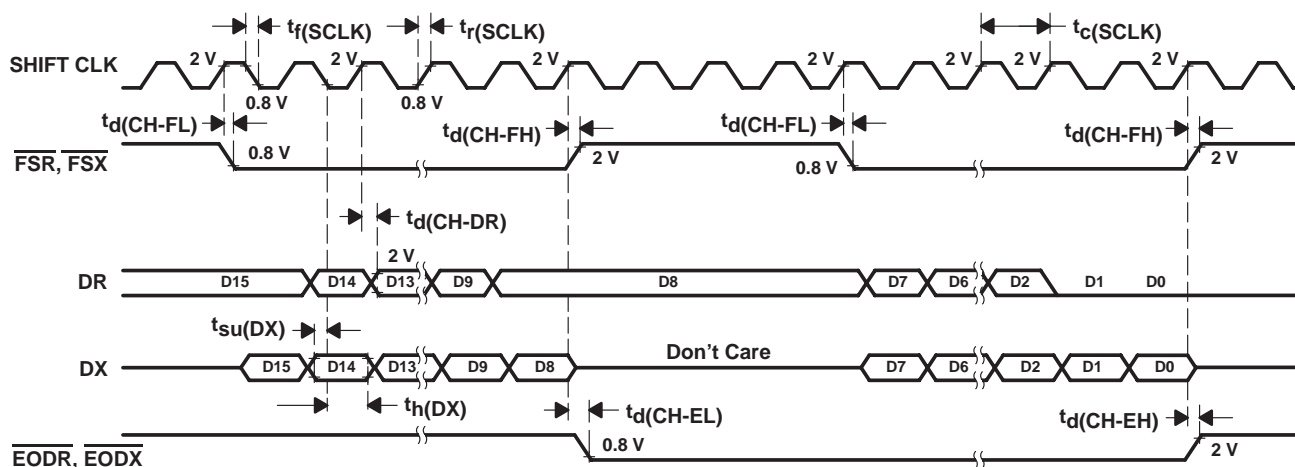 tf(SCLK) tr(SCLK) tc(SCLK)
SHIFT CLK 2 V 2 V 2 V 2 V 2 V 2 V 2 V 2 V
0.8 V 0.8 V
td(CH-FL) td(CH-FH) td(CH-FL) td(CH-FH)
FSR, FSX 0.8 V 2 V 0.8 V 2 V
td(CH-DR)
2 V
DR D15 D14 D13 D9 D8 D7 D6 D2 D1 D0
tsu(DX)
DX D15 D14 D13 D9 D8 Don't Care D7 D6 D2 D1 D0
th(DX) td(CH-EL) td(CH-EH)
EODR, EODX 0.8 V 2 V